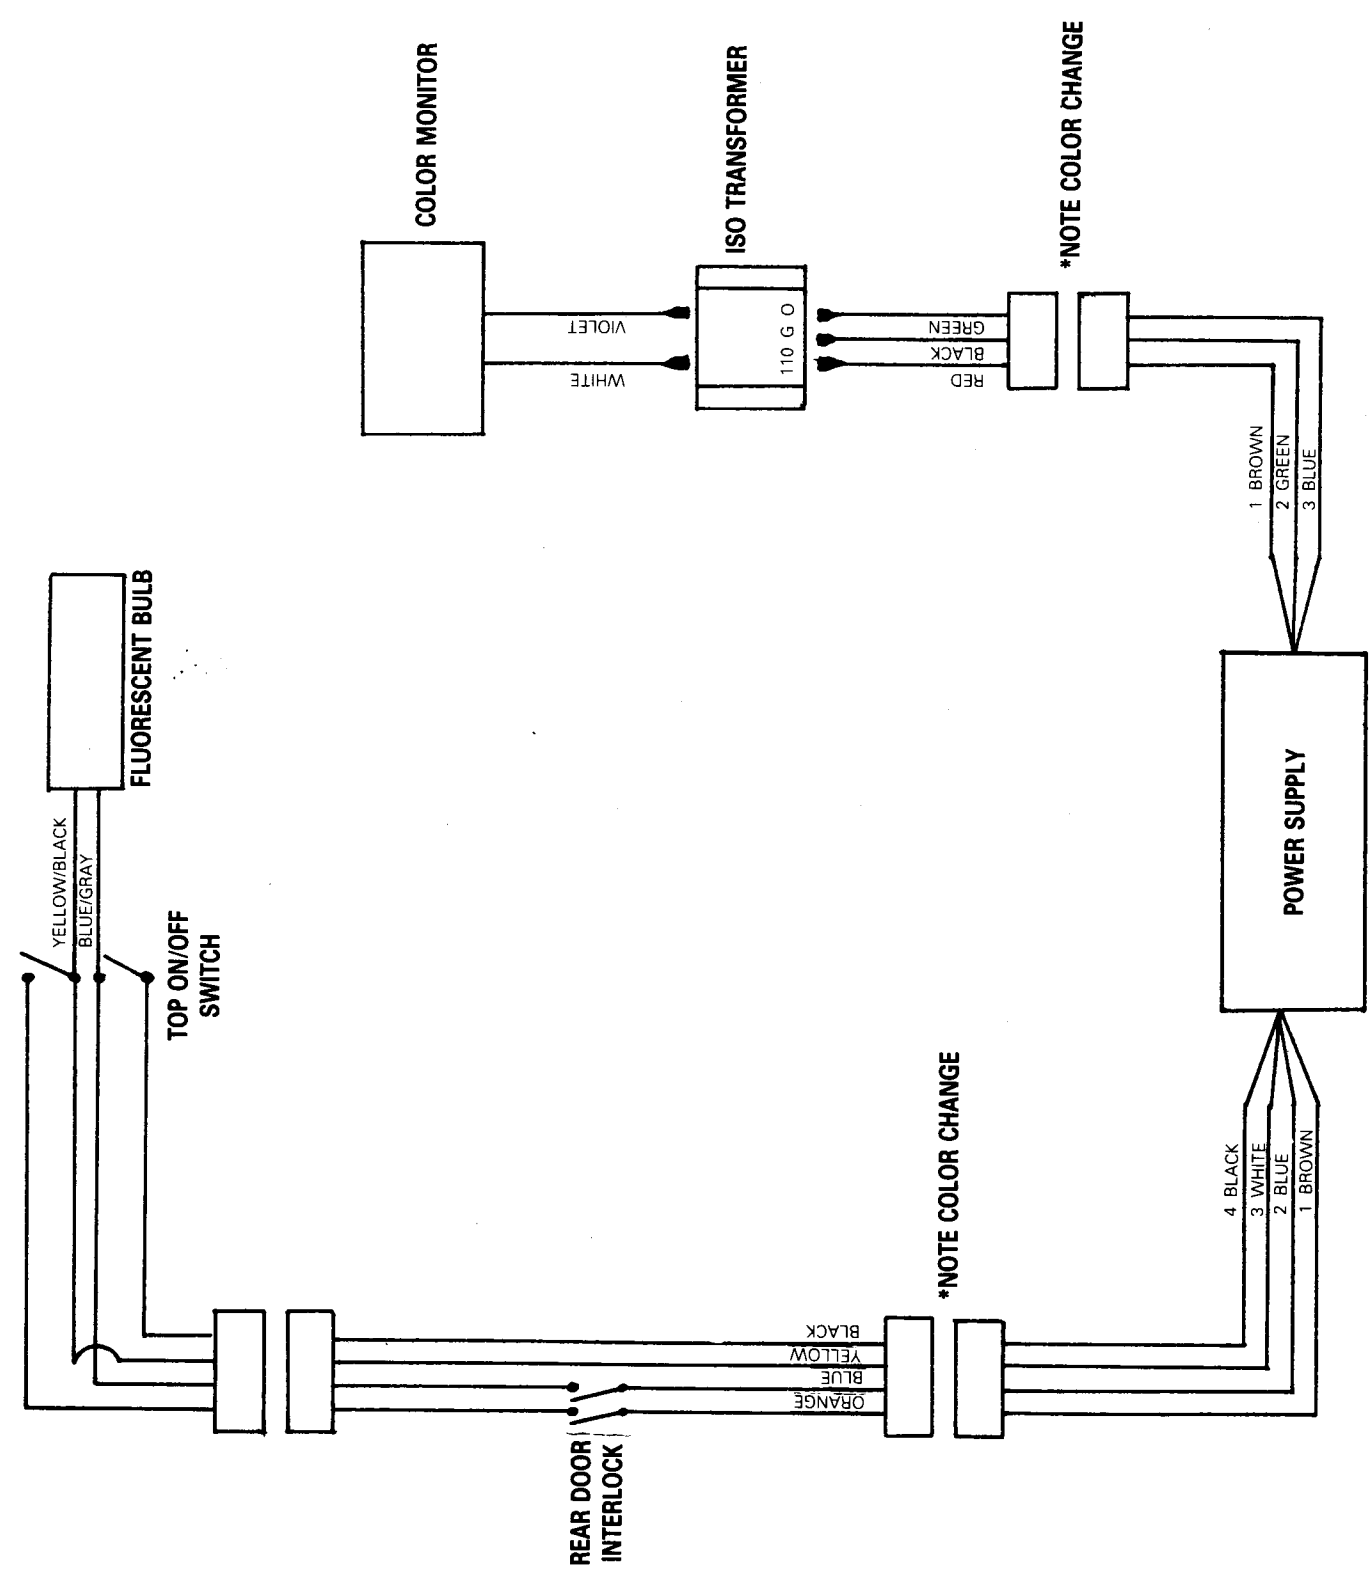 COLOR MONITOR
VIOLET
WHITE
ISO TRANSFORMER
110 G O
GREEN
BLACK
RED
*NOTE COLOR CHANGE
1 BROWN
2 GREEN
3 BLUE
FLUORESCENT BULB
YELLOW/BLACK
BLUE/GRAY
TOP ON/OFF
SWITCH
POWER SUPPLY
4 BLACK
3 WHITE
2 BLUE
1 BROWN
*NOTE COLOR CHANGE
BLACK
YELLOW
BLUE
ORANGE
REAR DOOR
INTERLOCK